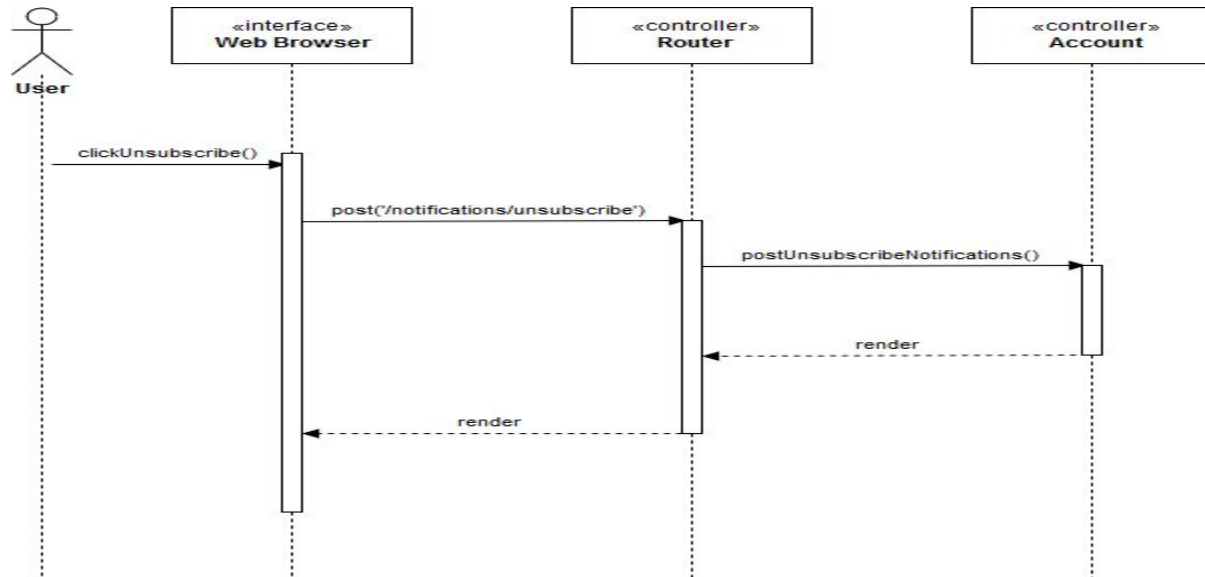 «interface»
Web Browser
«controller»
Router
«controller»
Account
User
clickUnsubscribe()
post('/notifications/unsubscribe')
postUnsubscribeNotifications()
render
render